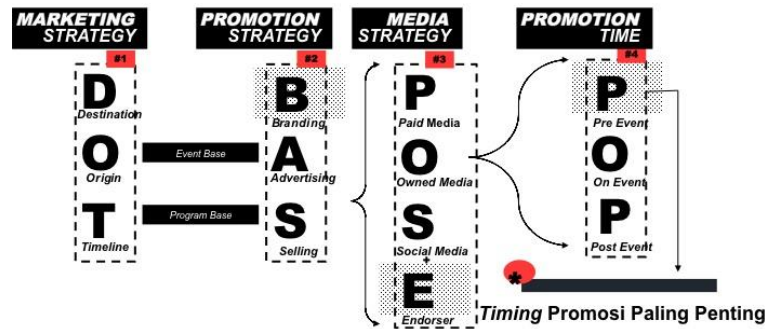 MARKETING
STRATEGY
#1
D
Destination
O
Origin
T
Timeline
Event Base
Program Base
PROMOTION
STRATEGY
#2
B
Branding
A
Advertising
S
Selling
MEDIA
STRATEGY
#3
P
Paid Media
O
Owned Media
S
Social Media
+
E
Endorser
PROMOTION
TIME
#4
P
Pre Event
O
On Event
P
Post Event
*
Timing Promosi Paling Penting